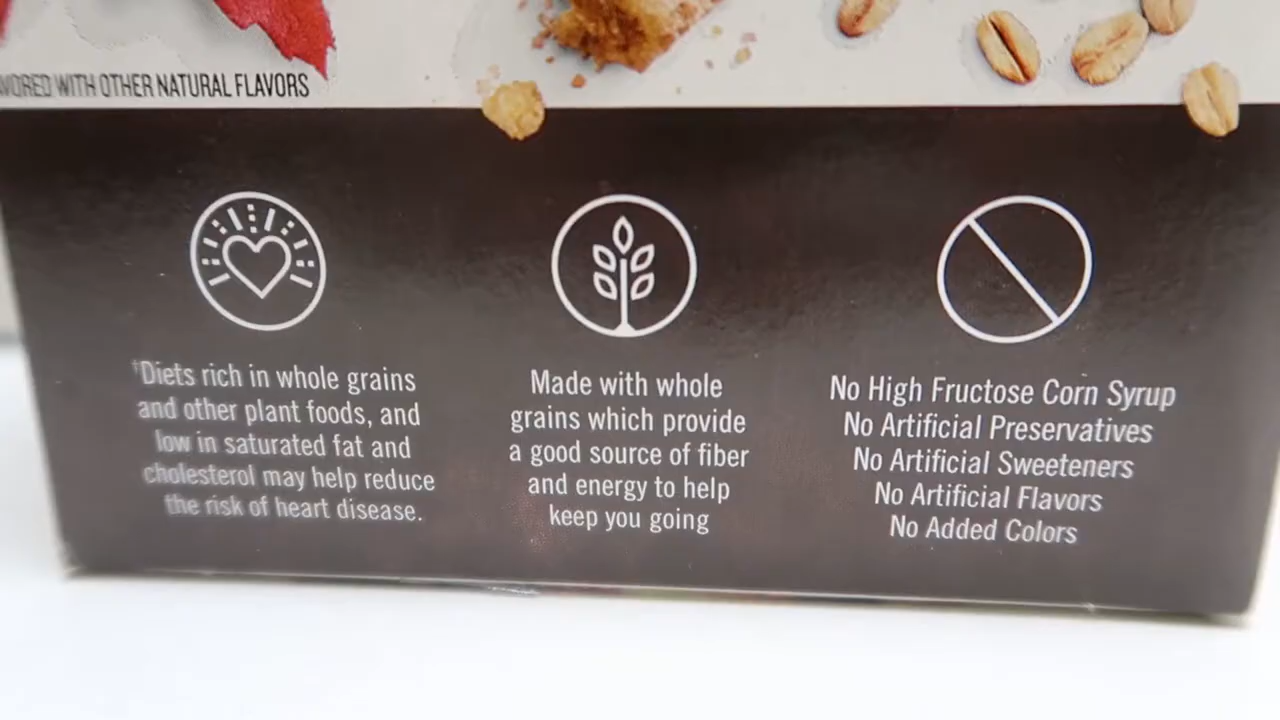 WITH OTHER NATURAL FLAVORS
†Diets rich in whole grains
and other plant foods, and
low in saturated fat and
cholesterol may help reduce
the risk of heart disease.
Made with whole
grains which provide
a good source of fiber
and energy to help
keep you going
No High Fructose Corn Syrup
No Artificial Preservatives
No Artificial Sweeteners
No Artificial Flavors
No Added Colors